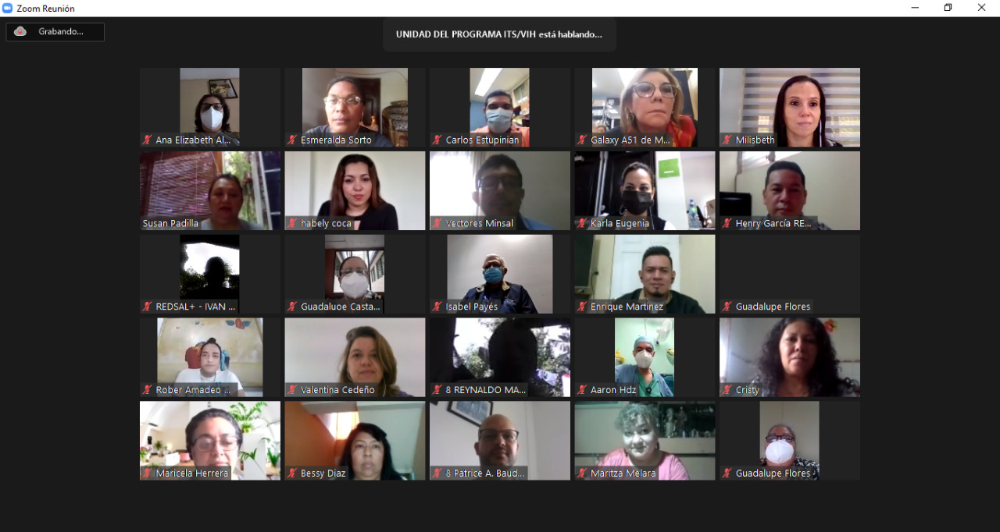 Zoom Reunión
Grabando...
UNIDAD DEL PROGRAMA ITS/VIH está hablando...
Ana Elizabeth Al...
Esmeralda Sorto
Carlos Estupinian
Galaxy A51 de M...
Milisbeth
Susan Padilla
habely coca
Vectores Minsal
Karla Eugenia
Henry García RE...
REDSAL+ - IVAN ...
Guadaluoe Casta...
Isabel Payés
Enrique Martinez
Guadalupe Flores
Rober Amadeo ...
Valentina Cedeño
8 REYNALDO MA...
Aaron Hdz
Cristy
Maricela Herrera
Bessy Diaz
8 Patrice A. Baud...
Maritza Melara
Guadalupe Flores